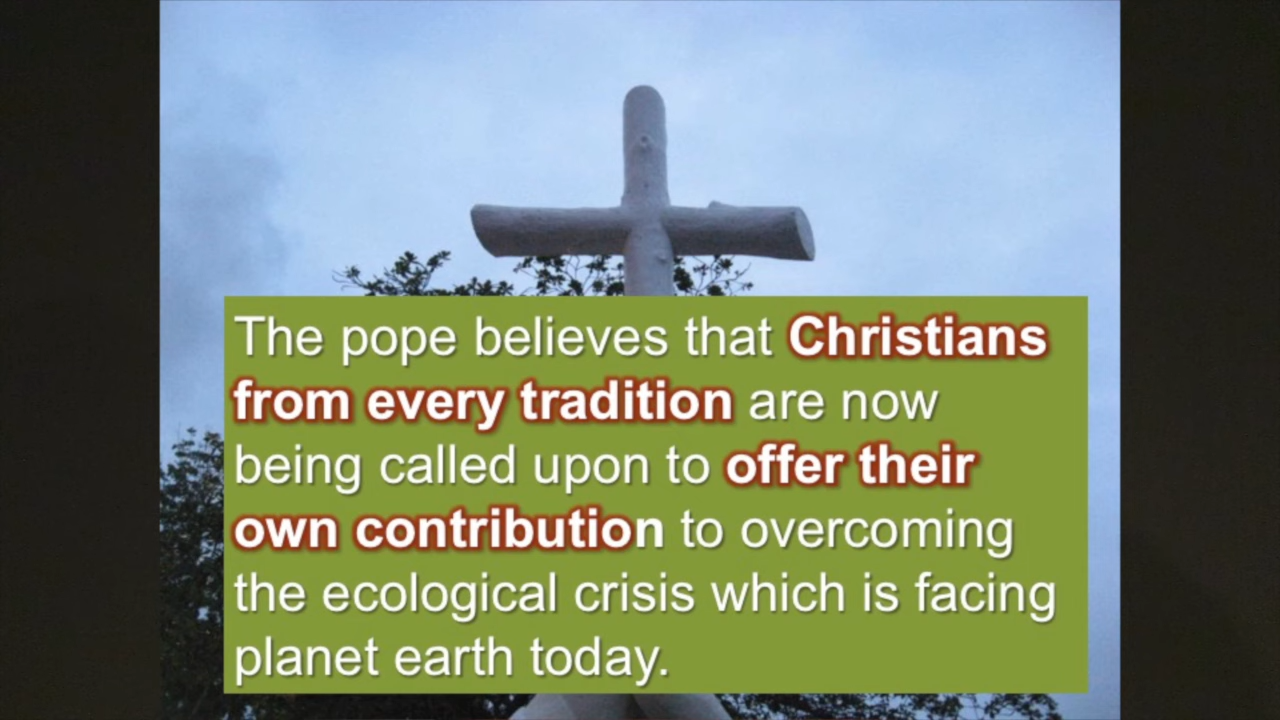 The pope believes that Christians
from every tradition are now
being called upon to offer their
own contribution to overcoming
the ecological crisis which is facing
planet earth today.